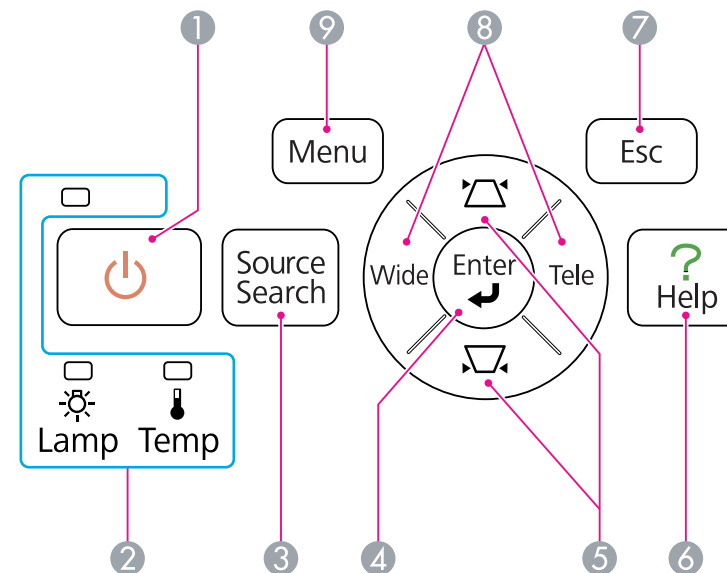 1
9
8
7
Menu
Esc
Source
Search
Wide
Enter
Tele
?
Help
Lamp
Temp
2
3
4
5
6